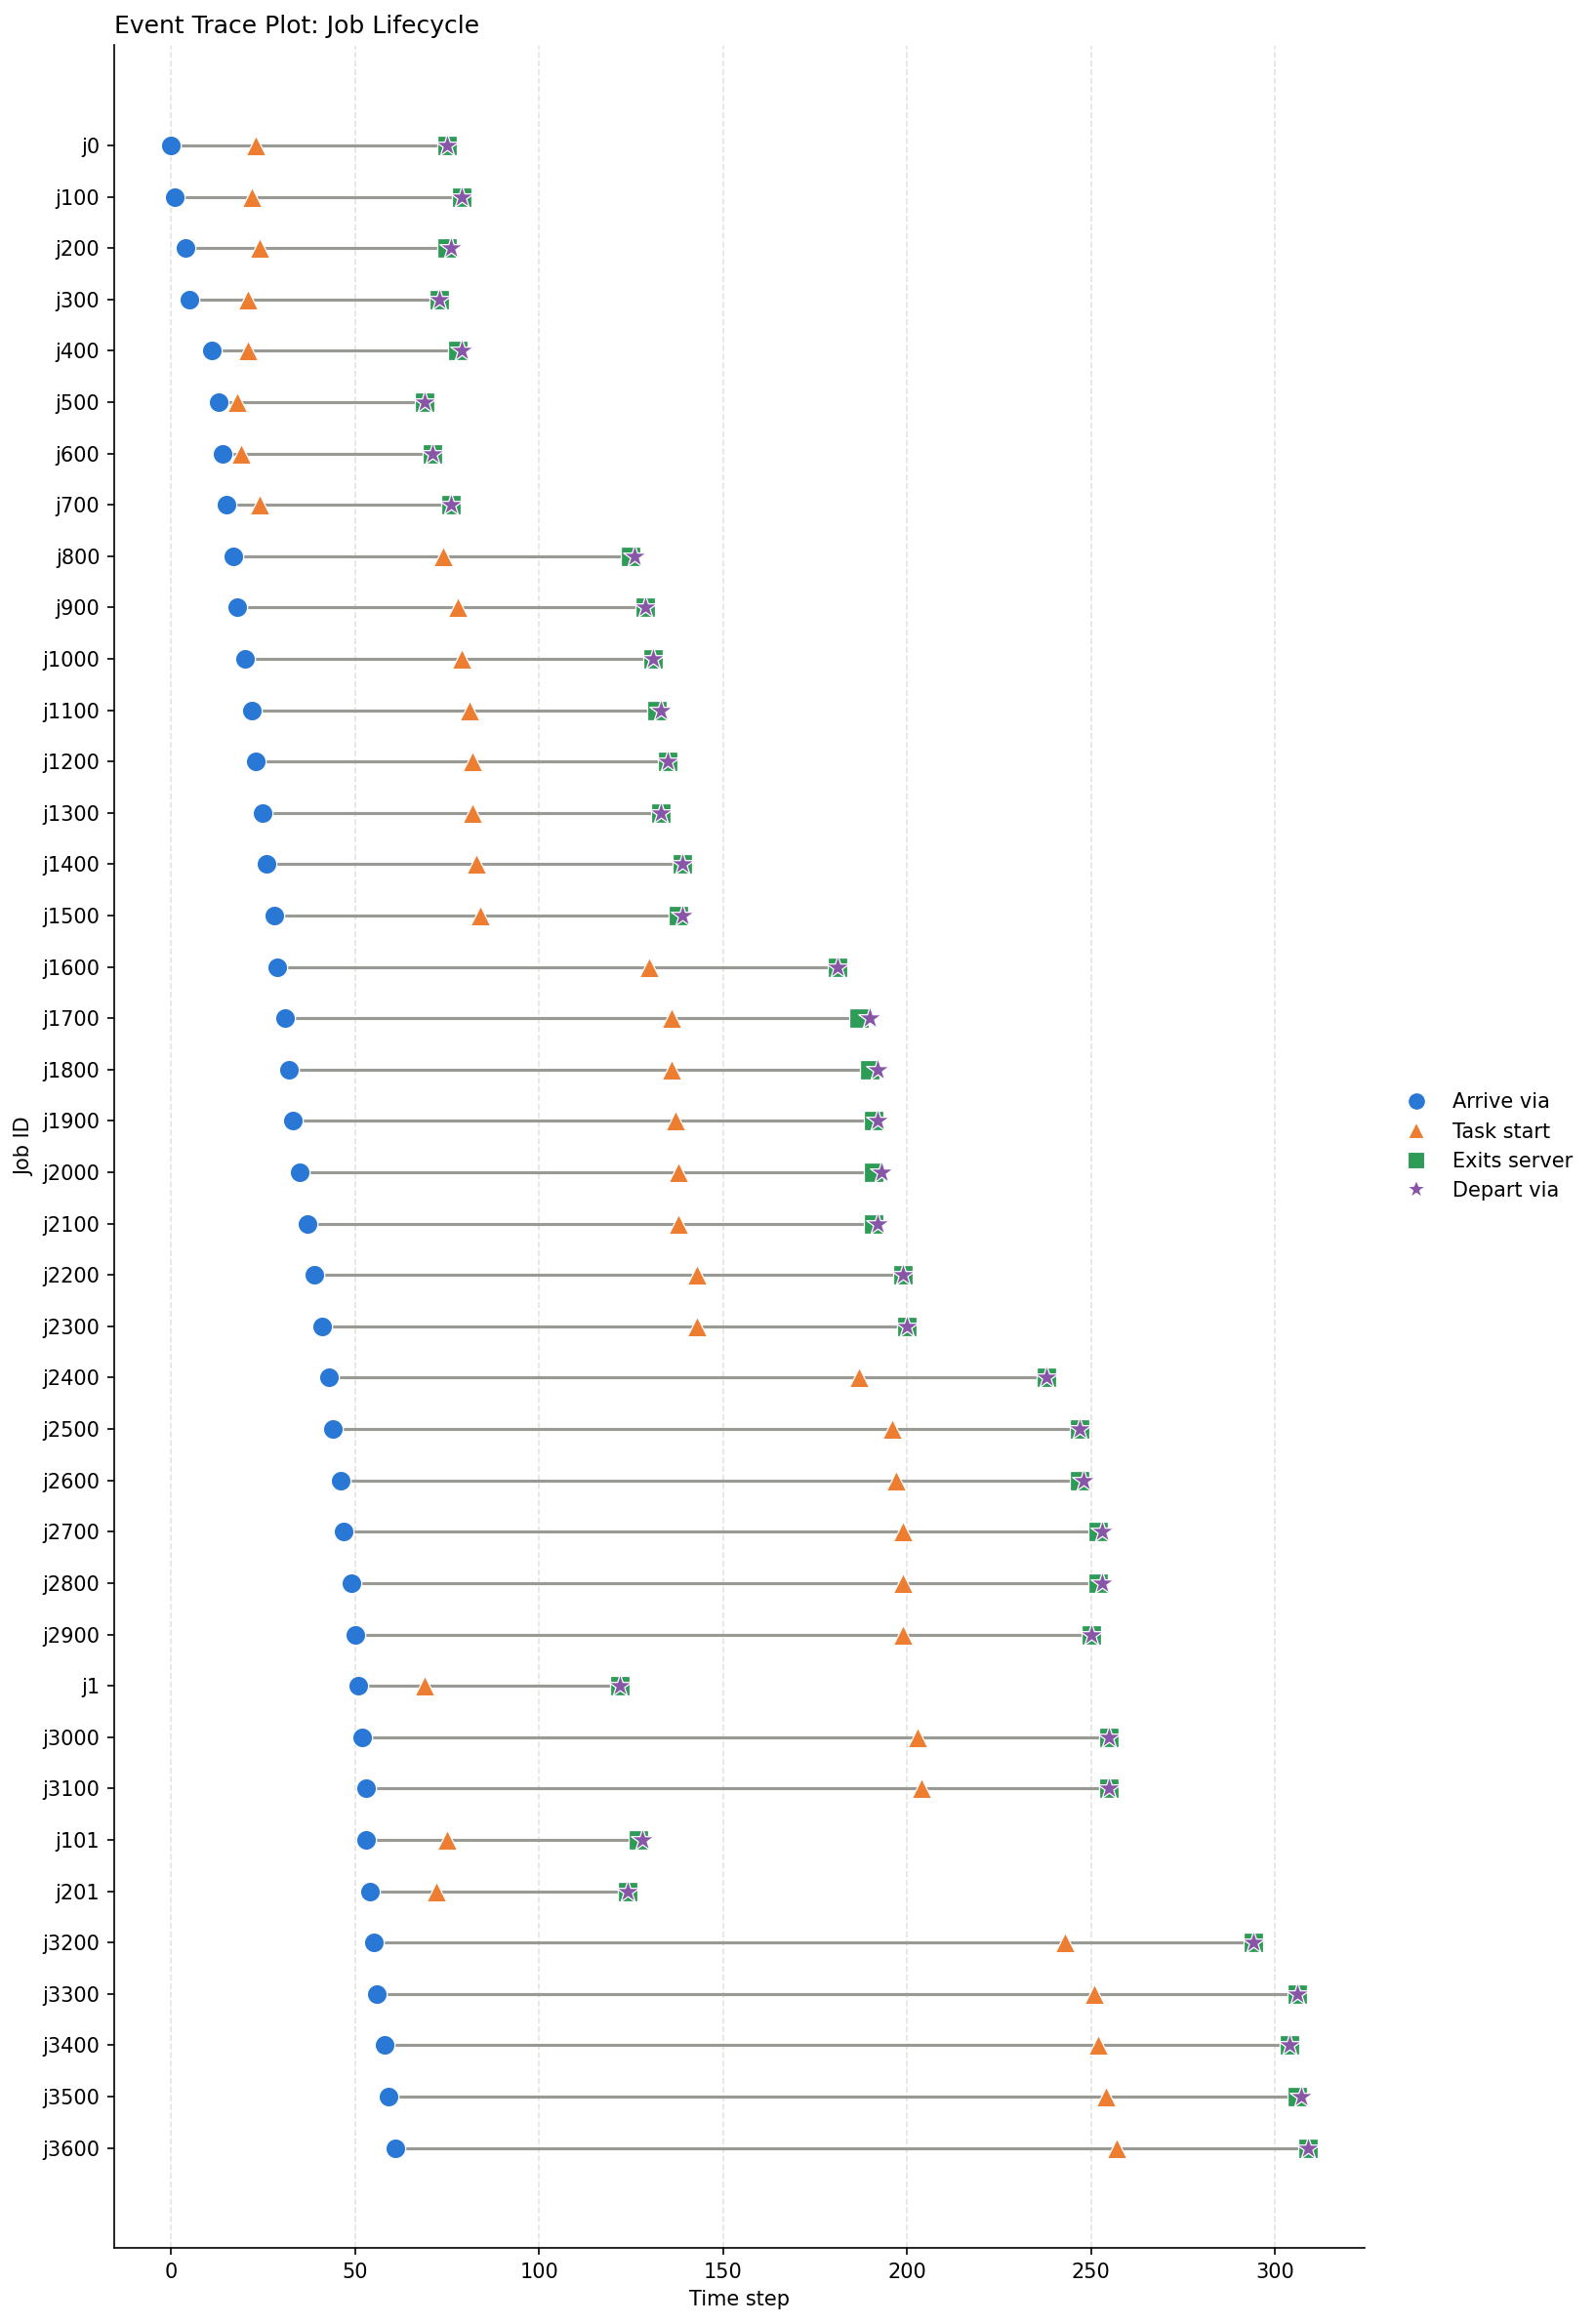 Event Trace Plot: Job Lifecycle
j0
j100
j200
j300
j400
j500
j600
j700
j800
j900
j1000
j1100
j1200
j1300
j1400
j1500
j1600
j1700
j1800
j1900
j2000
j2100
j2200
j2300
j2400
j2500
j2600
j2700
j2800
j2900
j1
j3000
j3100
j101
j201
j3200
j3300
j3400
j3500
j3600
Job ID
0 50 100 150 200 250 300
Time step
Arrive via
Task start
Exits server
Depart via